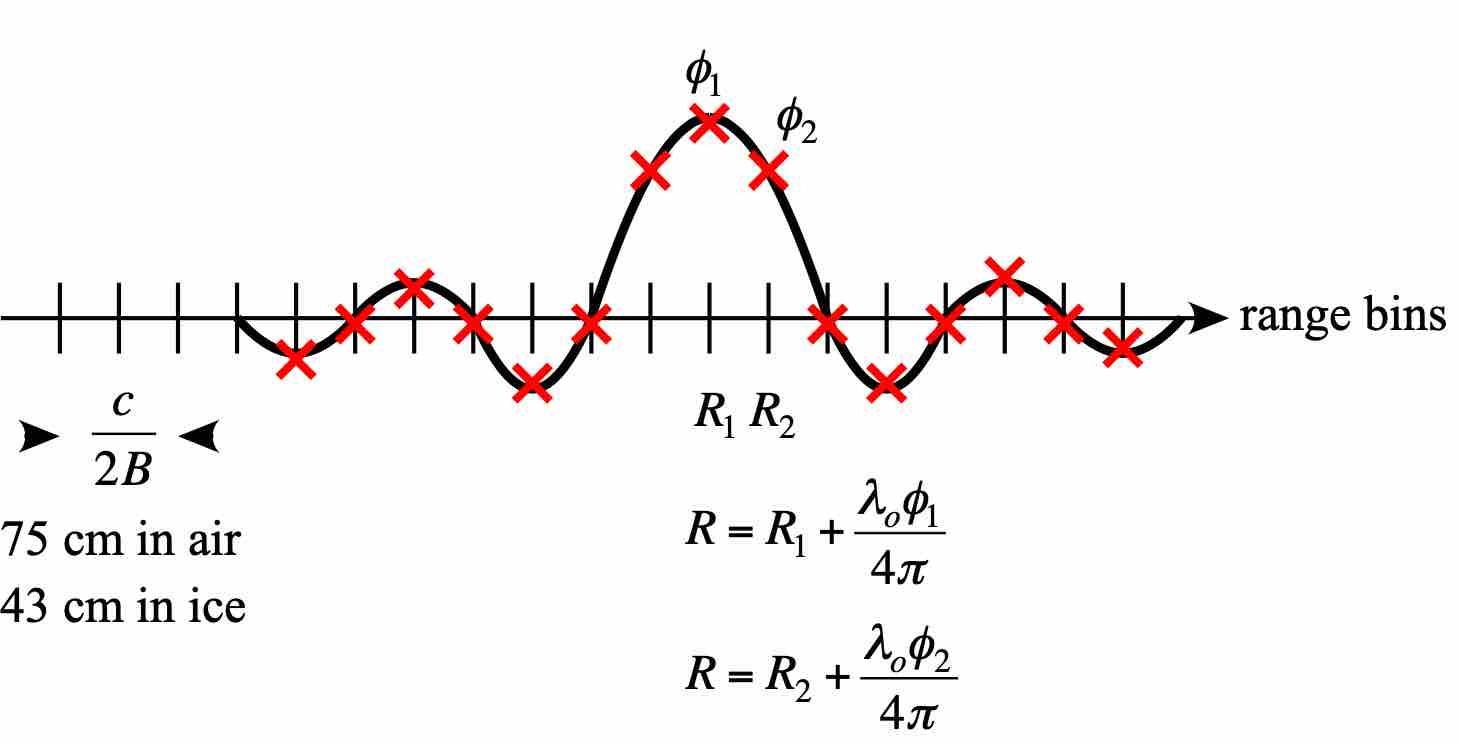 ϕ₁
ϕ₂
range bins
c
2B
R₁ R₂
75 cm in air
R = R₁ + λₒϕ₁
4π
43 cm in ice
R = R₂ + λₒϕ₂
4π